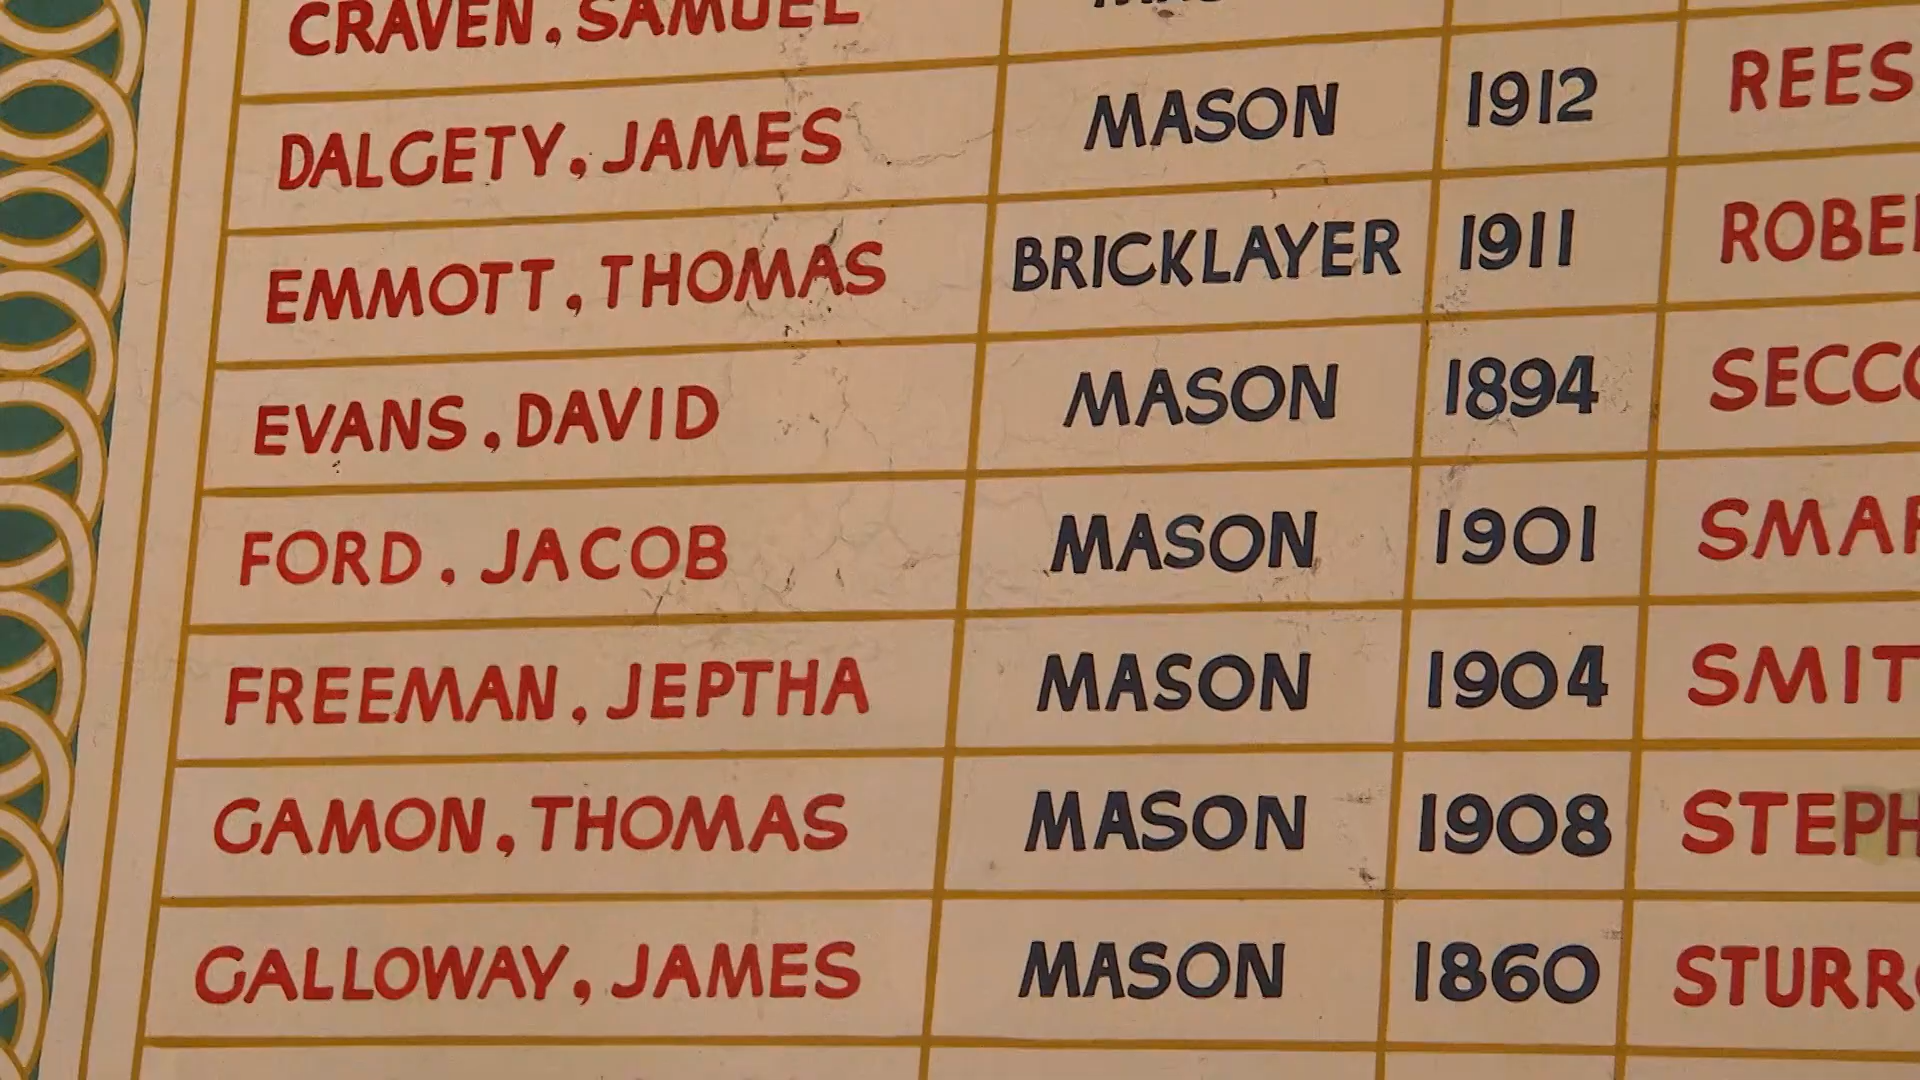 CRAVEN, SAMUEL
DALGETY, JAMES MASON 1912 REES
EMMOTT, THOMAS BRICKLAYER 1911
EVANS, DAVID MASON 1894
FORD, JACOB MASON 1901
FREEMAN, JEPTHA MASON 1904
GAMON, THOMAS MASON 1908
GALLOWAY, JAMES MASON 1860